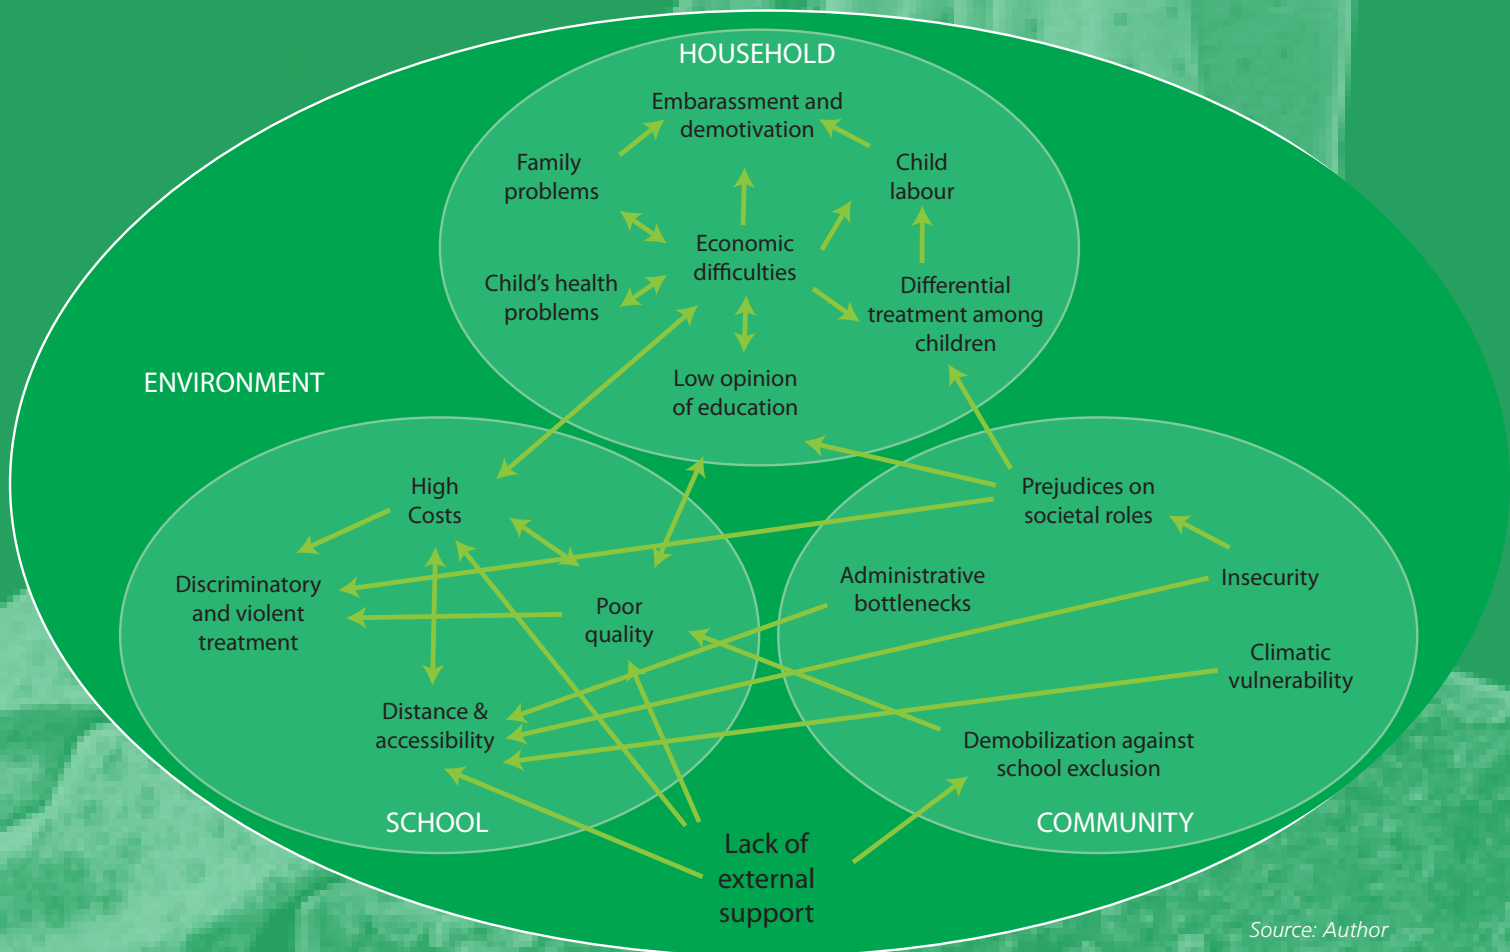 HOUSEHOLD
Embarassment and
demotivation
Family
problems
Child
labour
Economic
difficulties
Child’s health
problems
Differential
treatment among
children
Low opinion
of education
ENVIRONMENT
High
Costs
Prejudices on
societal roles
Discriminatory
and violent
treatment
Poor
quality
Administrative
bottlenecks
Insecurity
Climatic
vulnerability
Distance &
accessibility
Demobilization against
school exclusion
SCHOOL
COMMUNITY
Lack of
external
support
Source: Author